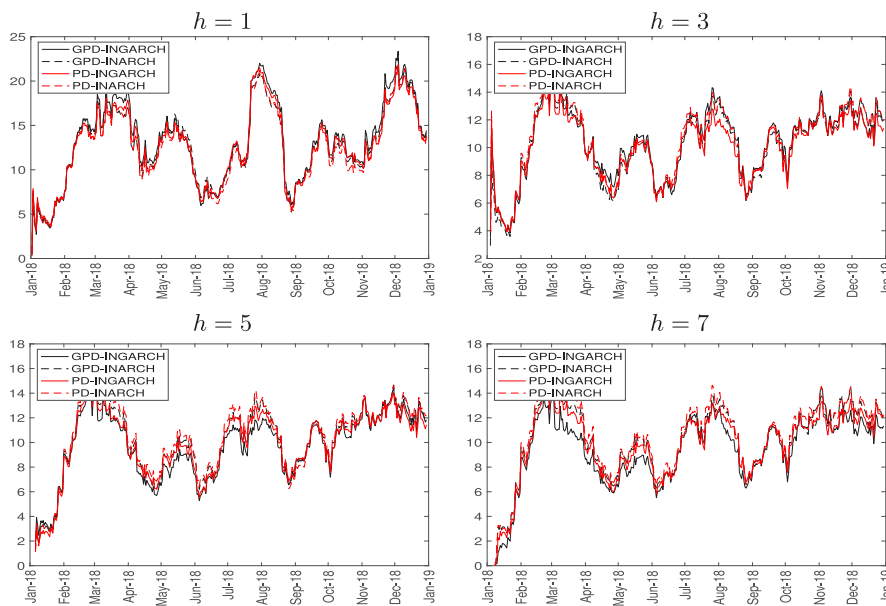 h = 1
25
20
15
10
5
0
GPD-INGARCH
GPD-INARCH
PD-INGARCH
PD-INARCH
Jan-18
Feb-18
Mar-18
Apr-18
May-18
Jun-18
Jul-18
Aug-18
Sep-18
Oct-18
Nov-18
Dec-18
Jan-19
h = 3
18
16
14
12
10
8
6
4
2
GPD-INGARCH
GPD-INARCH
PD-INGARCH
PD-INARCH
Jan-18
Feb-18
Mar-18
Apr-18
May-18
Jun-18
Jul-18
Aug-18
Sep-18
Oct-18
Nov-18
Dec-18
Jan-19
h = 5
18
16
14
12
10
8
6
4
2
0
GPD-INGARCH
GPD-INARCH
PD-INGARCH
PD-INARCH
Jan-18
Feb-18
Mar-18
Apr-18
May-18
Jun-18
Jul-18
Aug-18
Sep-18
Oct-18
Nov-18
Dec-18
Jan-19
h = 7
18
16
14
12
10
8
6
4
2
0
GPD-INGARCH
GPD-INARCH
PD-INGARCH
PD-INARCH
Jan-18
Feb-18
Mar-18
Apr-18
May-18
Jun-18
Jul-18
Aug-18
Sep-18
Oct-18
Nov-18
Dec-18
Jan-19